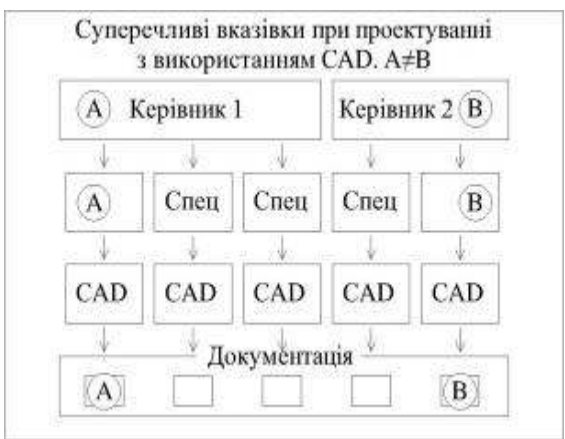 Суперечливі вказівки при проектуванні
з використанням CAD. А≠В
А Керівник 1 Керівник 2 В
А Спец Спец Спец В
CAD CAD CAD CAD CAD
Документація
А В